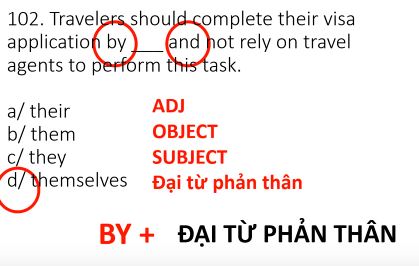 102. Travelers should complete their visa
application by ___ and not rely on travel
agents to perform this task.
a/ their ADJ
b/ them OBJECT
c/ they SUBJECT
d/ themselves Đại từ phản thân
BY + ĐẠI TỪ PHẢN THÂN